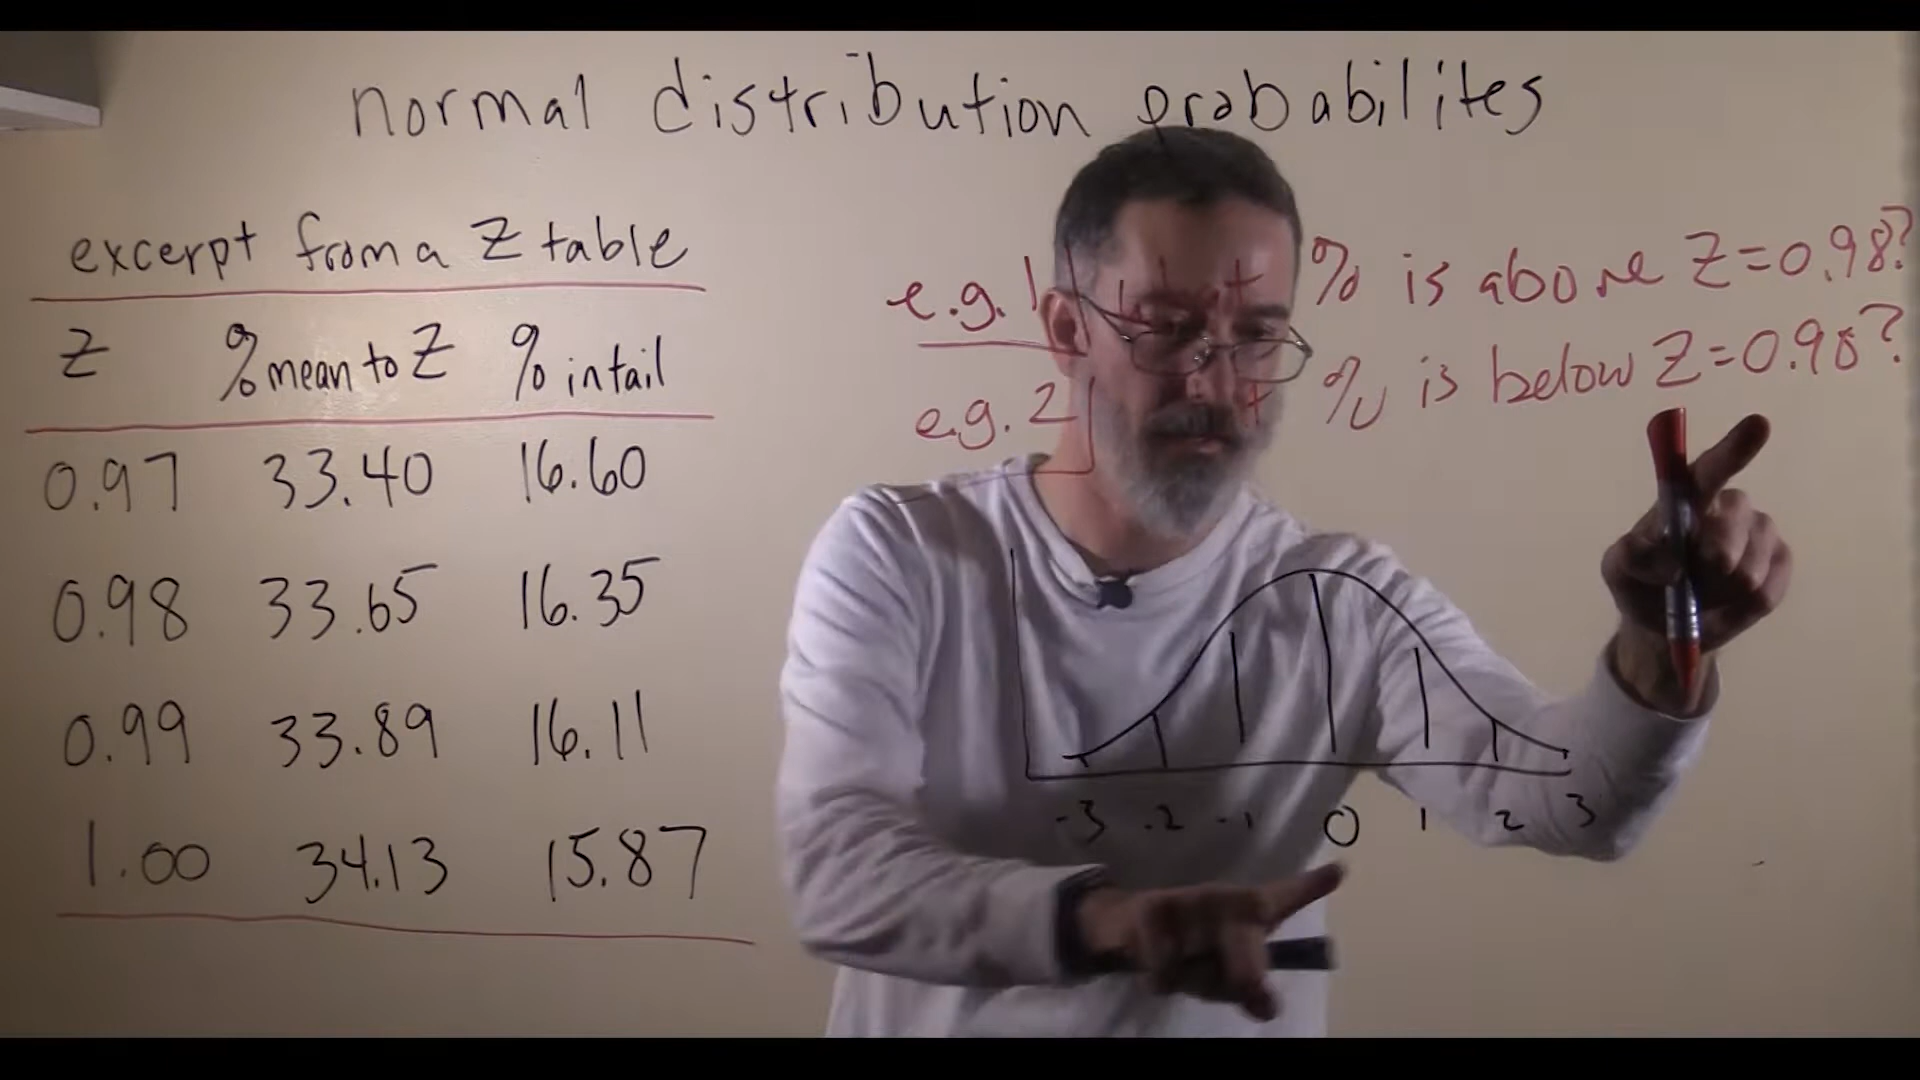 normal distribution probabilites
excerpt from a Z table
Z % mean to Z % in tail
0.97 33.40 16.60
0.98 33.65 16.35
0.99 33.89 16.11
1.00 34.13 15.87
e.g. 1 what % is above Z=0.98?
e.g. 2 % is below Z=0.98?
-3 -2 -1 0 1 2 3